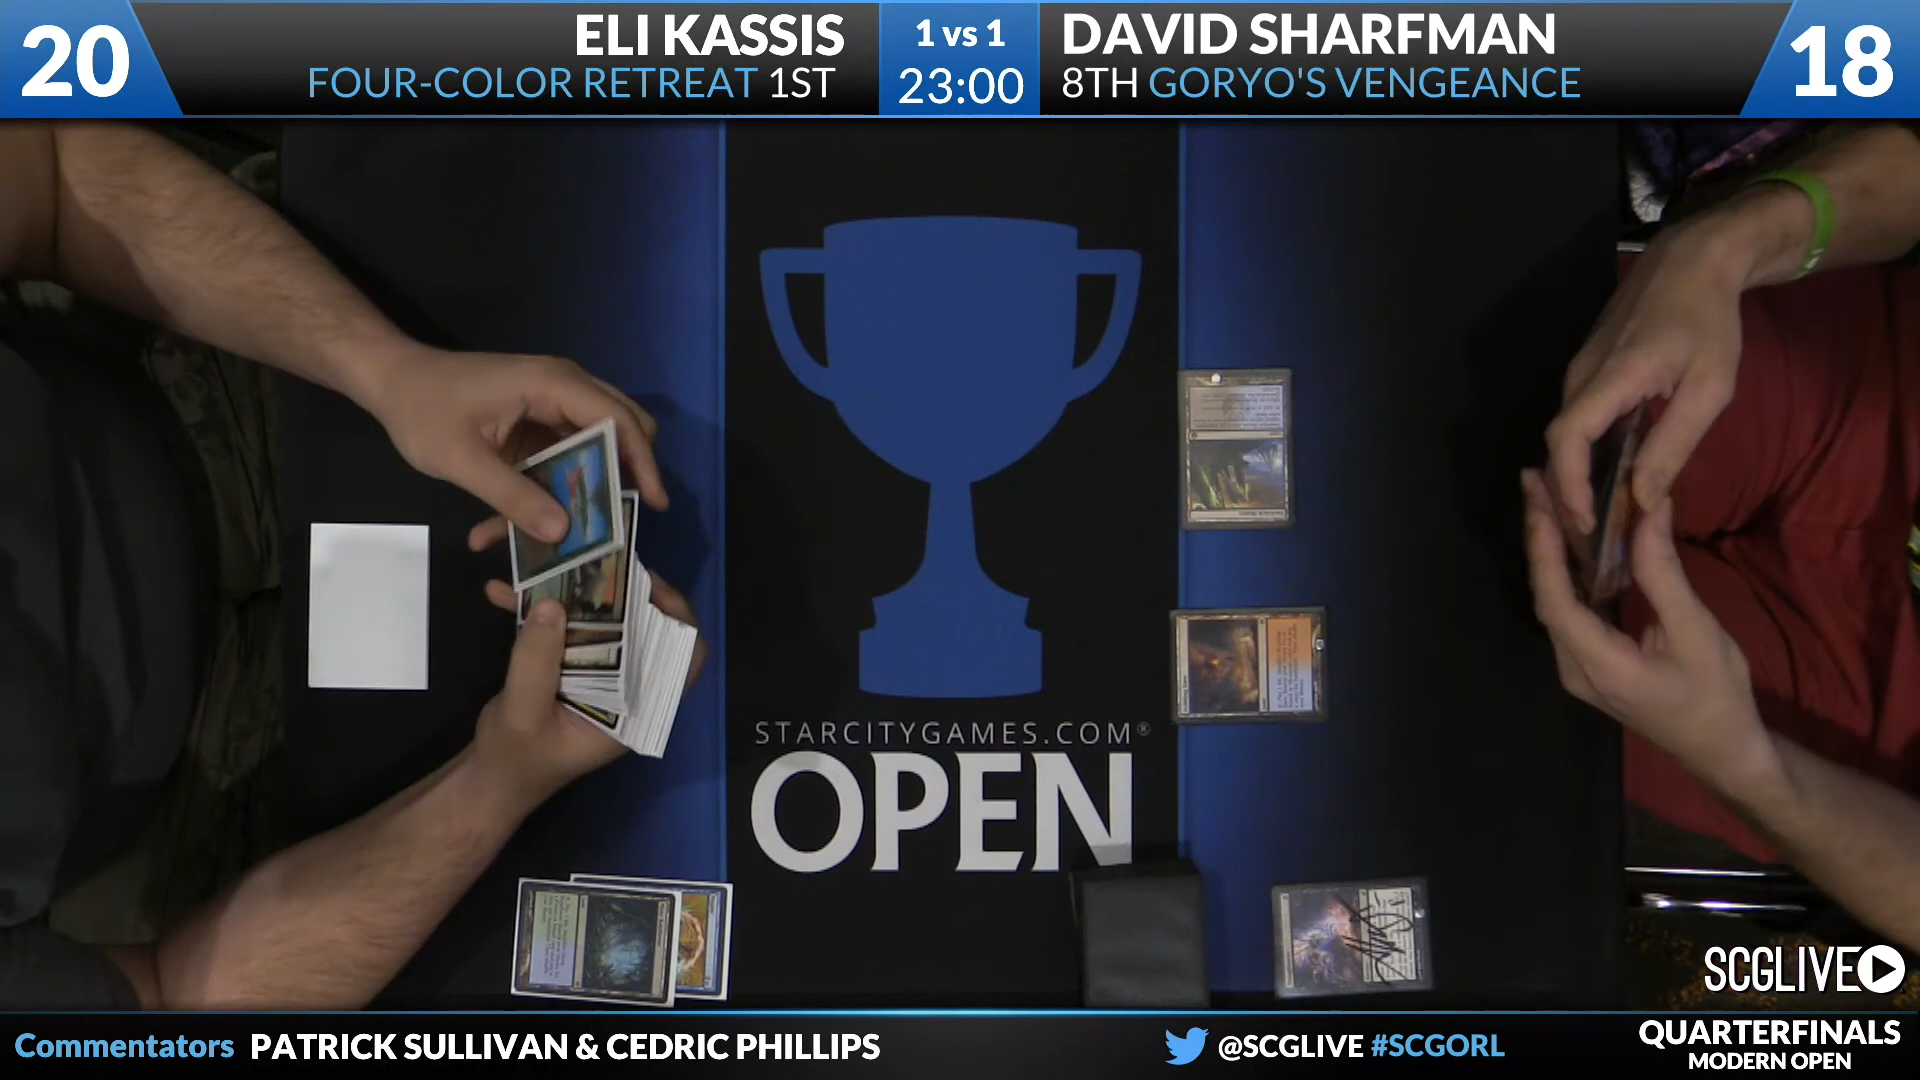 20
ELI KASSIS
FOUR-COLOR RETREAT 1ST
1 vs 1
23:00
DAVID SHARFMAN
8TH GORYO'S VENGEANCE
18
STARCITYGAMES.COM®
OPEN
SCGLIVE
Commentators PATRICK SULLIVAN & CEDRIC PHILLIPS
@SCGLIVE #SCGORL
QUARTERFINALS
MODERN OPEN